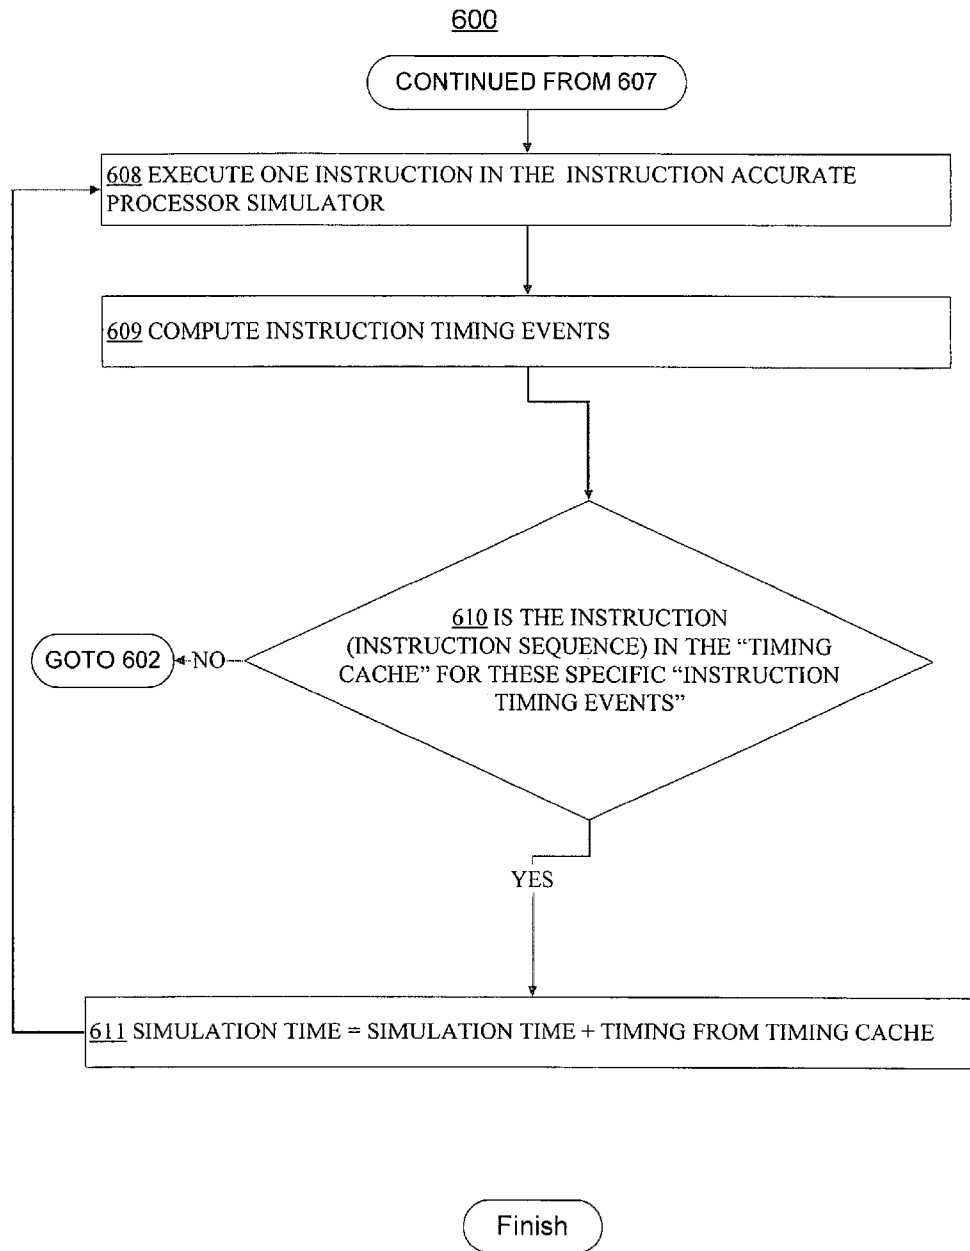 600
CONTINUED FROM 607
608 EXECUTE ONE INSTRUCTION IN THE INSTRUCTION ACCURATE
PROCESSOR SIMULATOR
609 COMPUTE INSTRUCTION TIMING EVENTS
610 IS THE INSTRUCTION
(INSTRUCTION SEQUENCE) IN THE “TIMING
CACHE” FOR THESE SPECIFIC “INSTRUCTION
TIMING EVENTS”
GOTO 602
NO
YES
611 SIMULATION TIME = SIMULATION TIME + TIMING FROM TIMING CACHE
Finish